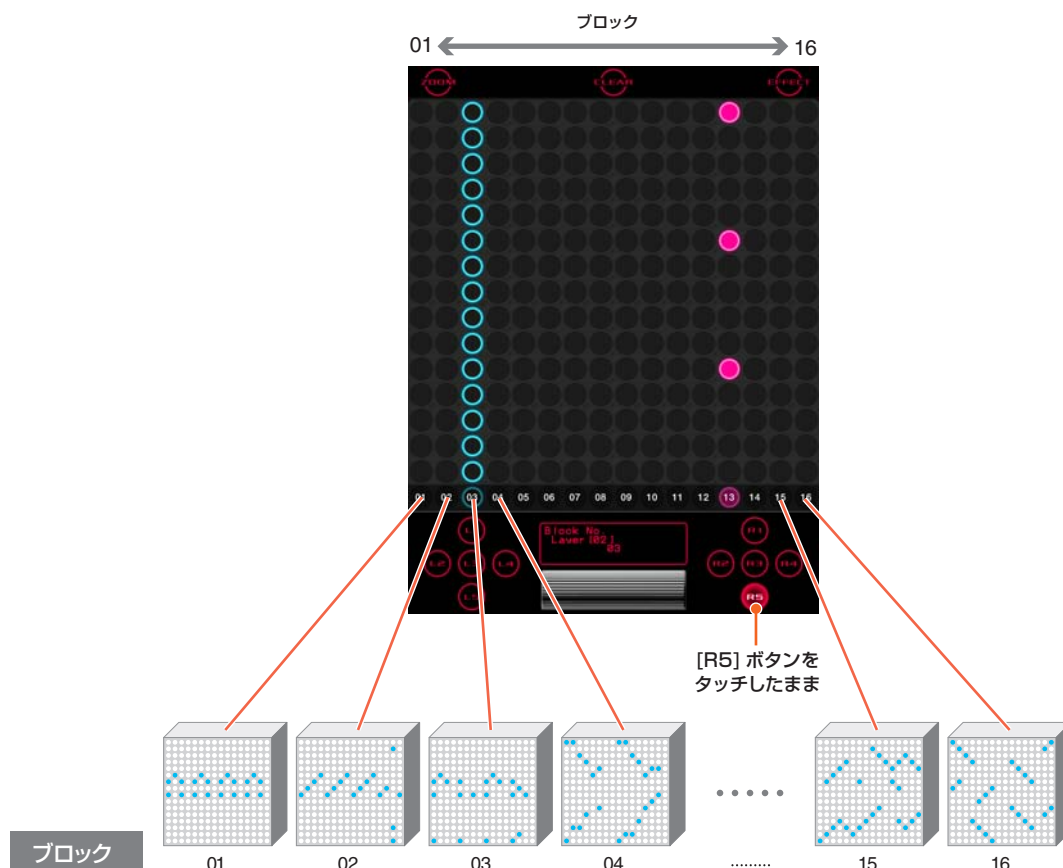 ブロック
01 16
ZOOM CLEAR EFFECT
01 02 03 04 05 06 07 08 09 10 11 12 13 14 15 16
Block No
Layer [02]
03
R1
L2 L4 R2 R3 R4
L5 R5
[R5] ボタンを
タッチしたまま
ブロック
01 02 03 04 ......... 15 16